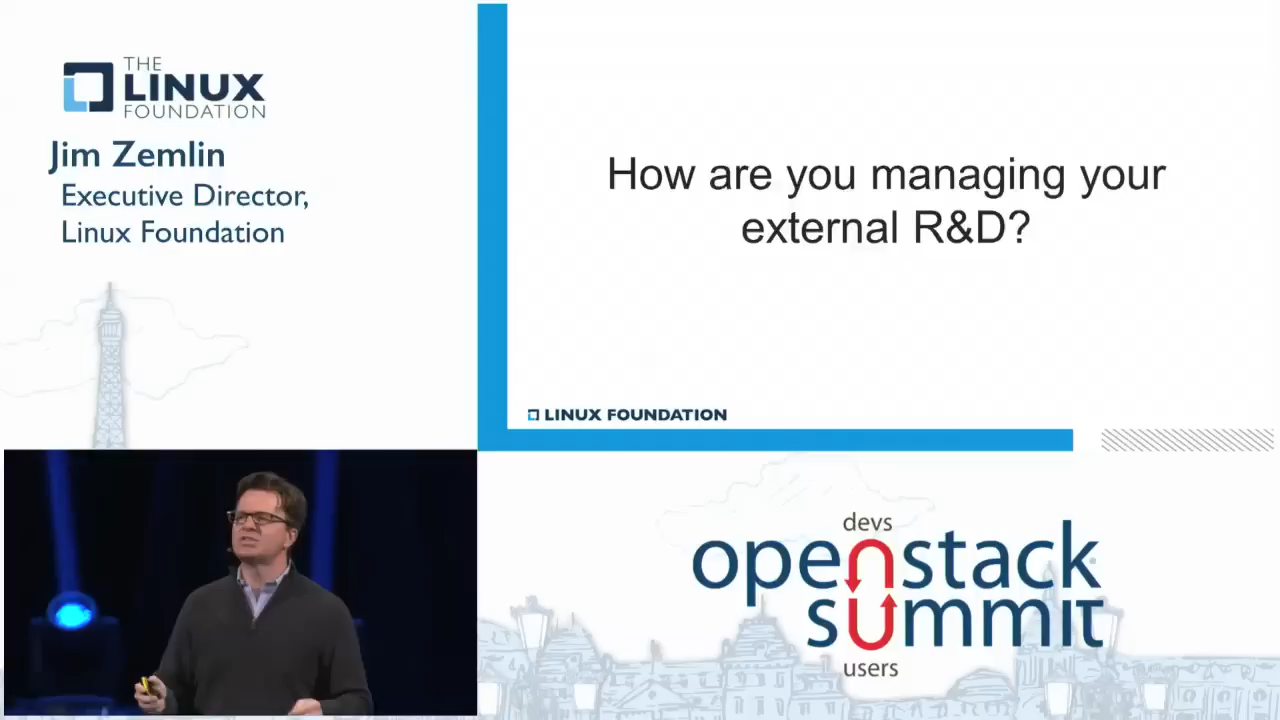 THE
LINUX
FOUNDATION
Jim Zemlin
Executive Director,
Linux Foundation
How are you managing your
external R&D?
LINUX FOUNDATION
devs
openstack
summit
users